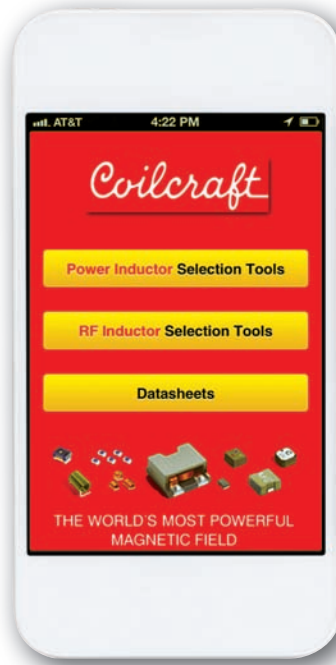 AT&T 4:22 PM
Coilcraft
Power Inductor Selection Tools
RF Inductor Selection Tools
Datasheets
THE WORLD'S MOST POWERFUL
MAGNETIC FIELD